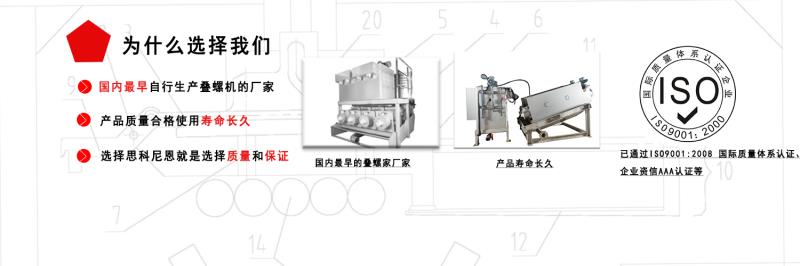 为什么选择我们
国内最早自行生产叠螺机的厂家
产品质量合格使用寿命长久
选择思科尼恩就是选择质量和保证
国内最早的叠螺家厂家
产品寿命长久
国际质量体系认证企业
ISO
ISO9001: 2000
已通过ISO9001:2008 国际质量体系认证、
企业资信AAA认证等
20
5
4
6
11
9
7
14
12
10